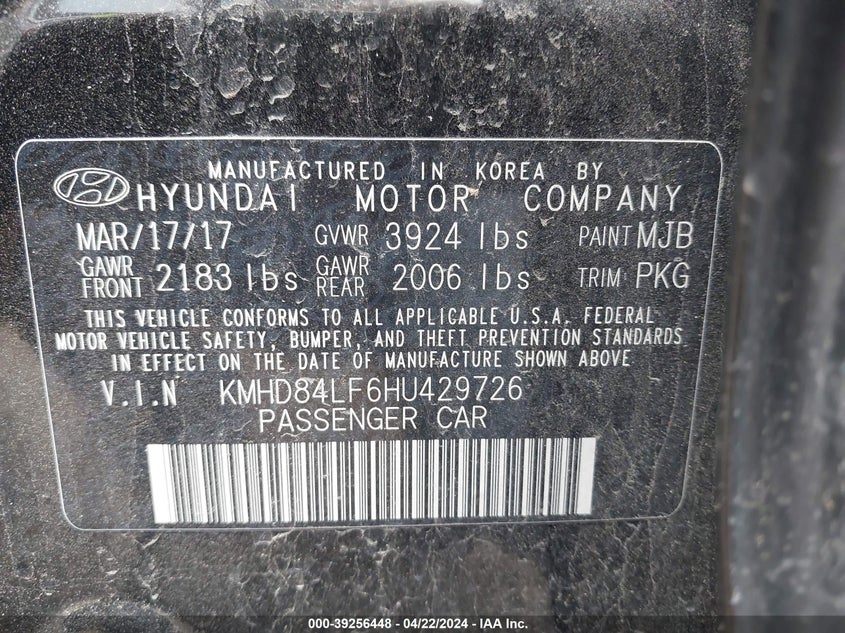 MANUFACTURED IN KOREA BY
HYUNDAI MOTOR COMPANY
MAR/17/17 GVWR 3924 lbs PAINT MJB
GAWR FRONT 2183 lbs GAWR REAR 2006 lbs TRIM PKG
THIS VEHICLE CONFORMS TO ALL APPLICABLE U.S.A. FEDERAL
MOTOR VEHICLE SAFETY, BUMPER, AND THEFT PREVENTION STANDARDS
IN EFFECT ON THE DATE OF MANUFACTURE SHOWN ABOVE
V.I.N KMHD84LF6HU429726
PASSENGER CAR
000-39256448 - 04/22/2024 - IAA Inc.